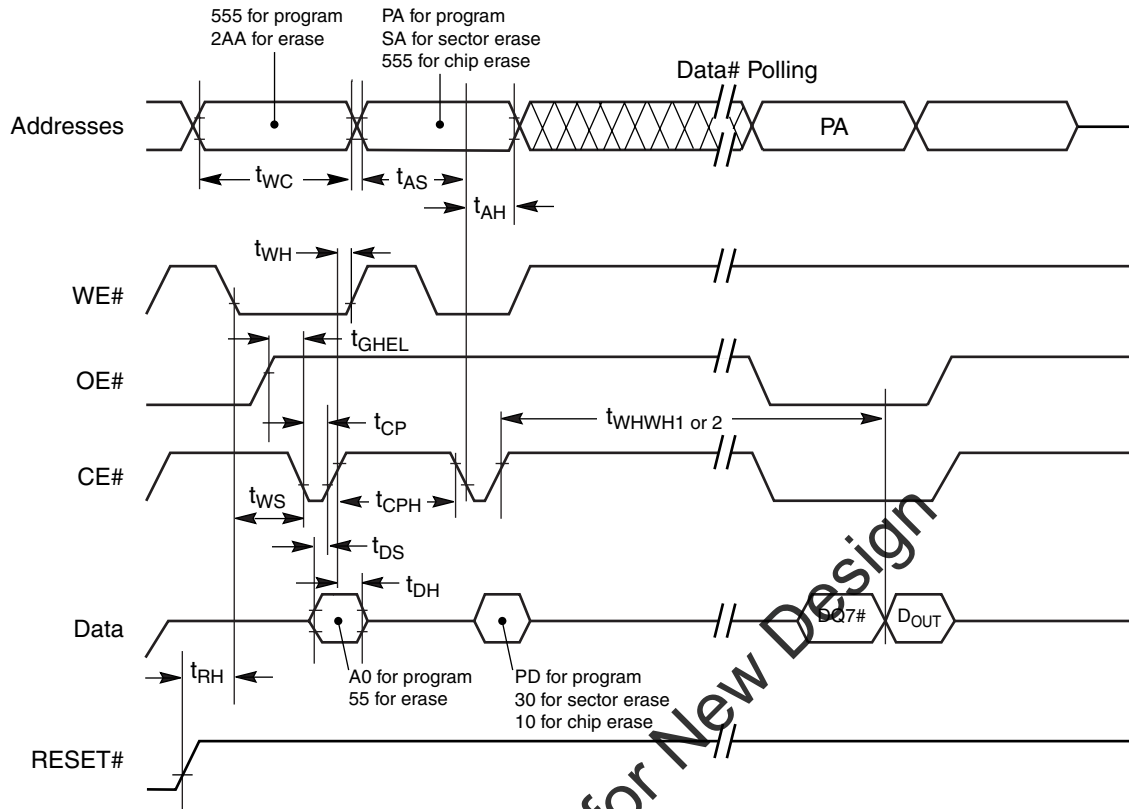 555 for program
2AA for erase
PA for program
SA for sector erase
555 for chip erase
Data# Polling
Addresses
PA
tWC
tAS
tAH
tWH
WE#
tGHEL
OE#
tCP
tWHWH1 or 2
CE#
tWS
tCPH
tDS
tDH
Data
DQ7#
DOUT
tRH
A0 for program
55 for erase
PD for program
30 for sector erase
10 for chip erase
RESET#
for New Design